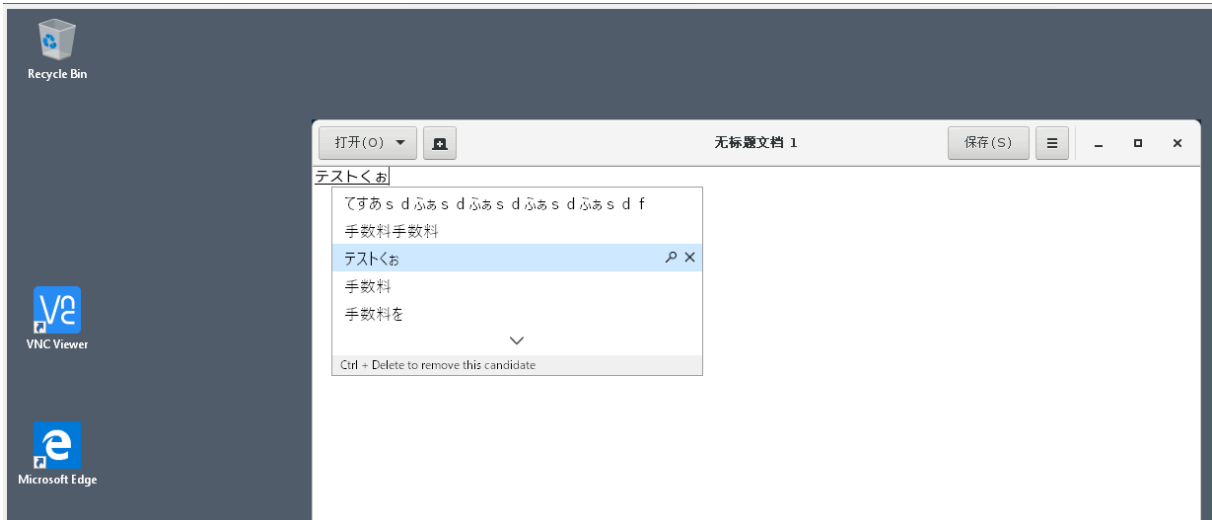 Recycle Bin
打开(O)
无标题文档 1
保存(S)
テストくぉ
てすあｓｄふぁｓｄふぁｓｄふぁｓｄふぁｓｄｆ
手数料手数料
テストくぉ
手数料
手数料を
Ctrl + Delete to remove this candidate
VNC Viewer
Microsoft Edge